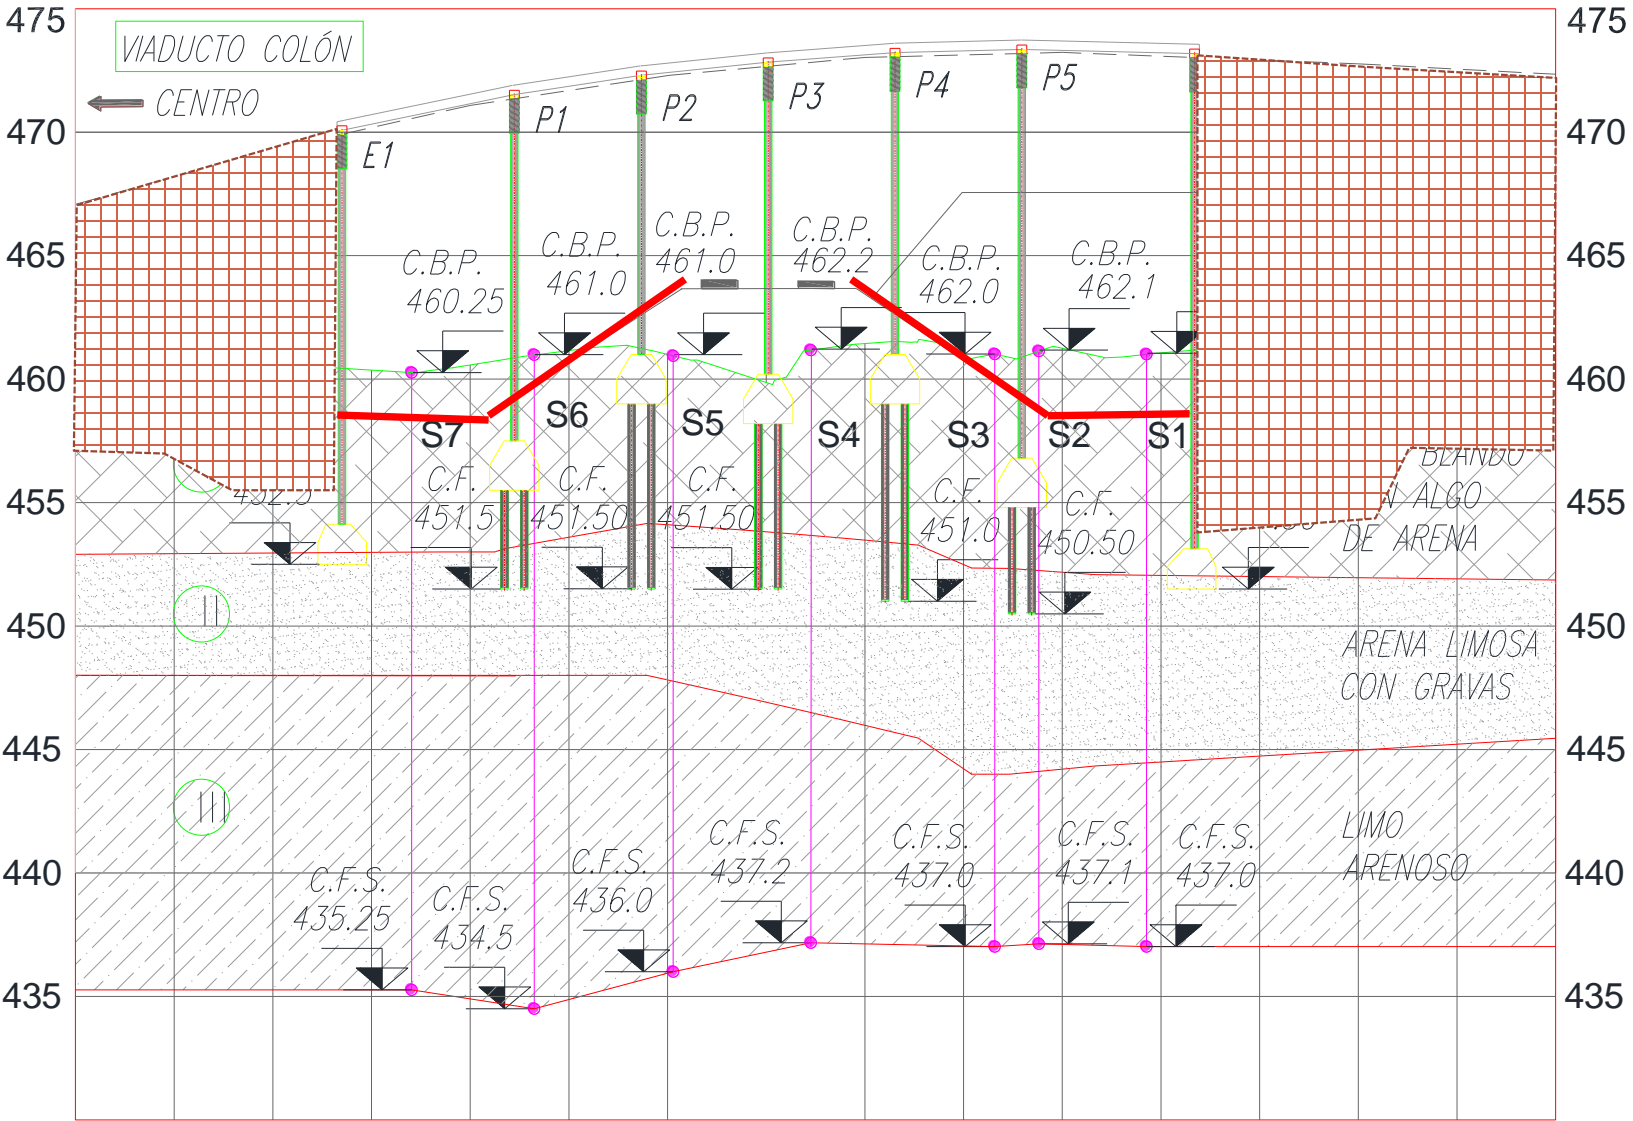 475
475
VIADUCTO COLÓN
CENTRO
470
470
E1
P1
P2
P3
P4
P5
465
465
C.B.P.
460.25
C.B.P.
461.0
C.B.P.
461.0
C.B.P.
462.2
C.B.P.
462.0
C.B.P.
462.1
460
460
S7
S6
S5
S4
S3
S2
S1
455
455
C.F.
451.5
C.F.
451.50
C.F.
451.50
C.F.
451.0
C.F.
450.50
BLANDO
ALGO
DE ARENA
II
450
450
ARENA LIMOSA
CON GRAVAS
445
445
III
LIMO
ARENOSO
440
440
C.F.S.
435.25
C.F.S.
434.5
C.F.S.
436.0
C.F.S.
437.2
C.F.S.
437.0
C.F.S.
437.1
C.F.S.
437.0
435
435